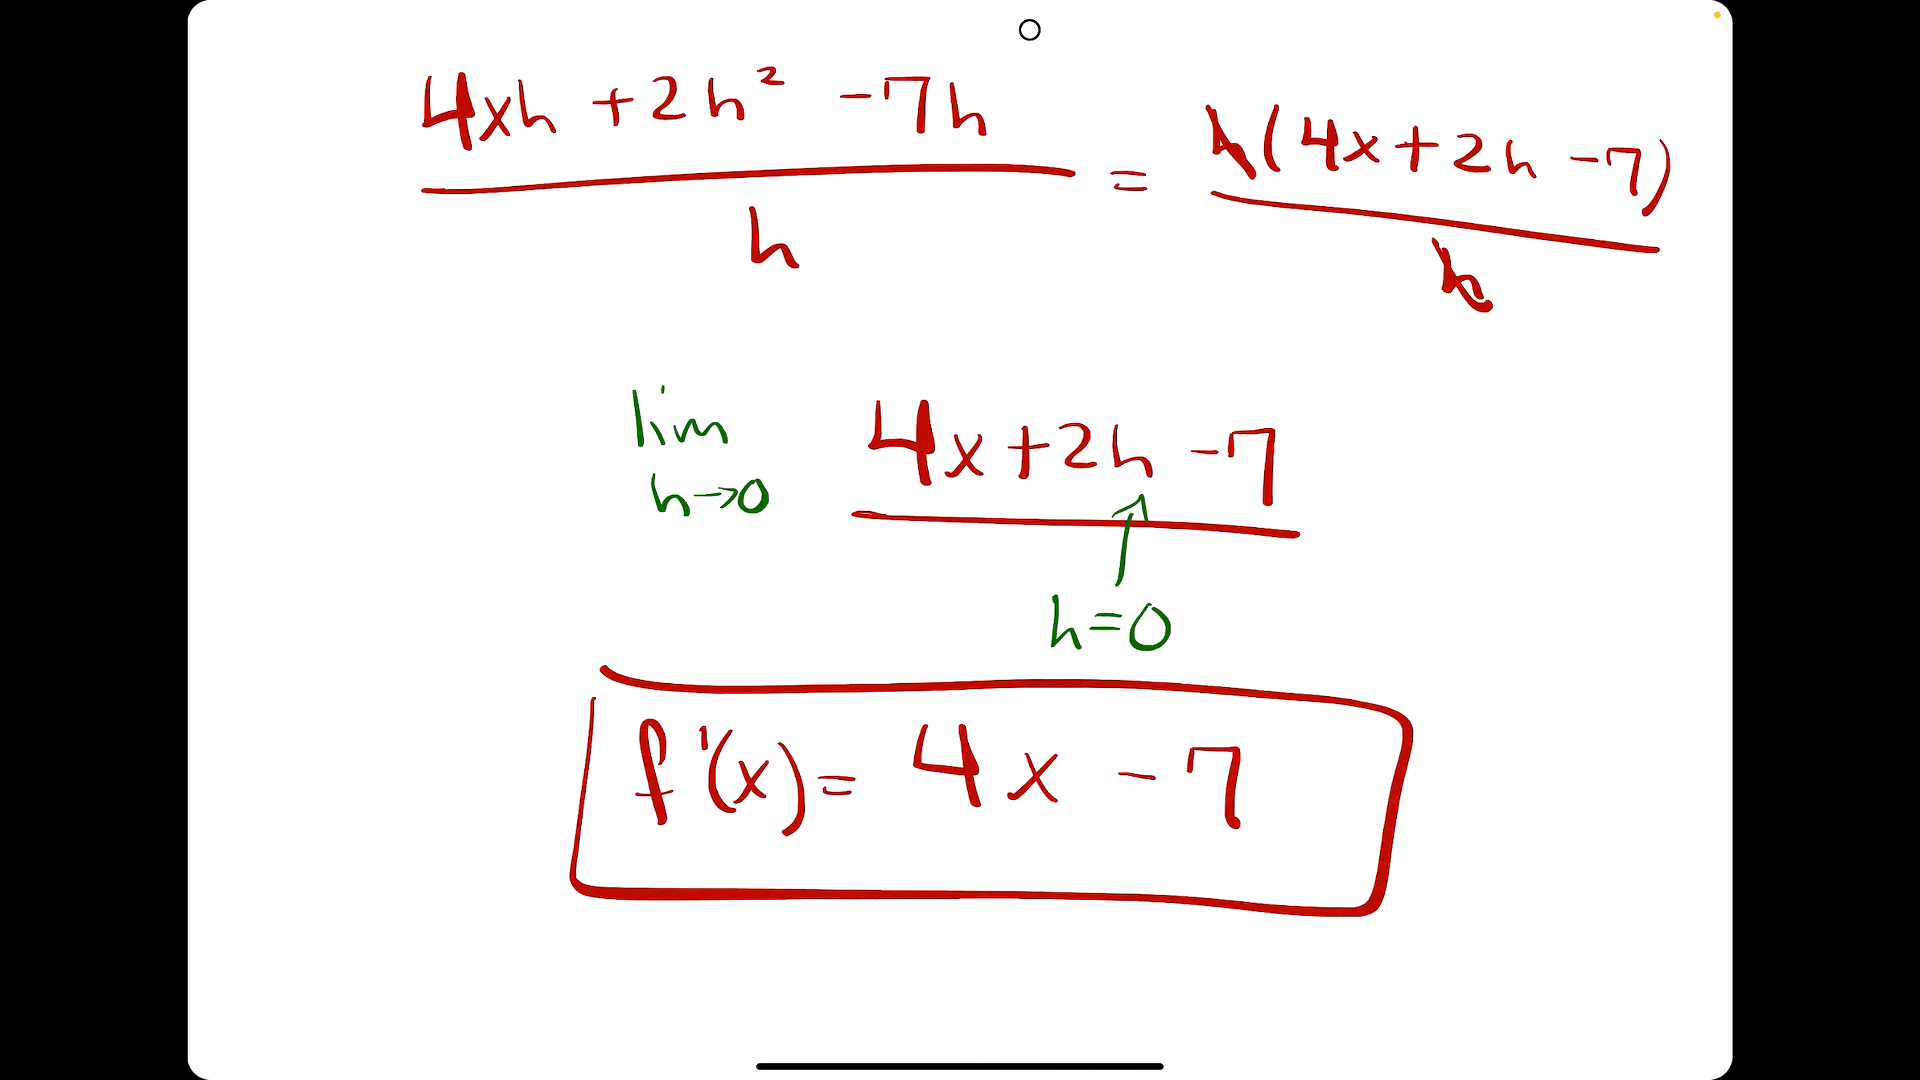 4xh + 2h² - 7h / h = h(4x + 2h - 7) / h
lim h→0 4x + 2h - 7
h = 0
f'(x) = 4x - 7